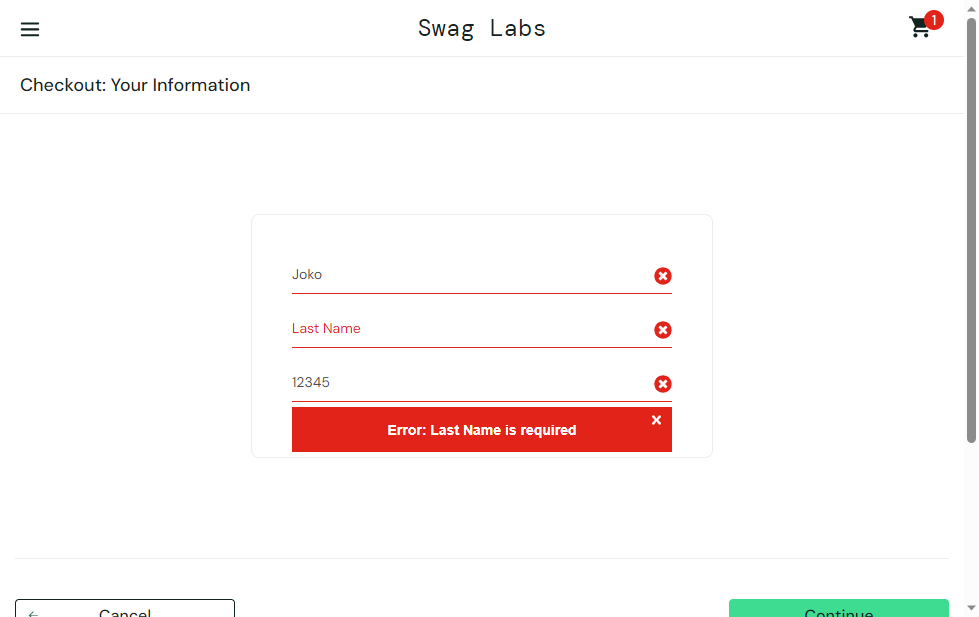 Swag Labs
1
Checkout: Your Information
Joko
Last Name
12345
Error: Last Name is required
Cancel
Continue